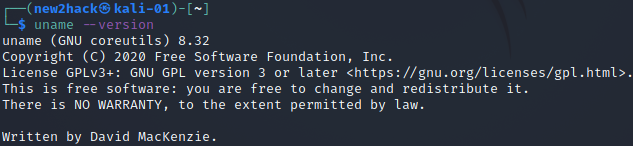 ┌──(new2hack㉿kali-01)-[~]
└─$ uname --version
uname (GNU coreutils) 8.32
Copyright (C) 2020 Free Software Foundation, Inc.
License GPLv3+: GNU GPL version 3 or later <https://gnu.org/licenses/gpl.html>.
This is free software: you are free to change and redistribute it.
There is NO WARRANTY, to the extent permitted by law.

Written by David MacKenzie.